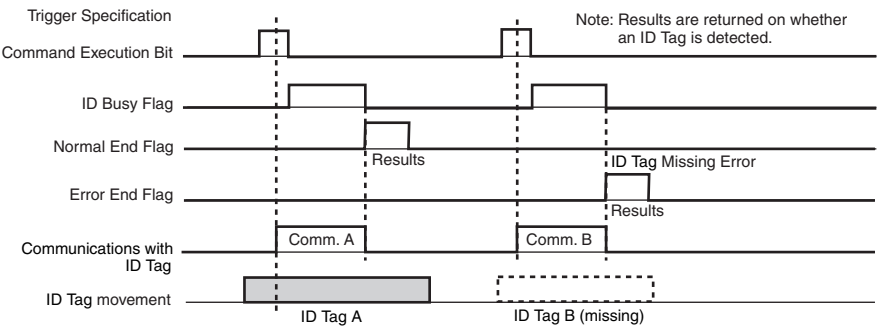 Trigger Specification
Note: Results are returned on whether
an ID Tag is detected.
Command Execution Bit
ID Busy Flag
Normal End Flag
Results
ID Tag Missing Error
Error End Flag
Results
Communications with
ID Tag
Comm. A
Comm. B
ID Tag movement
ID Tag A
ID Tag B (missing)